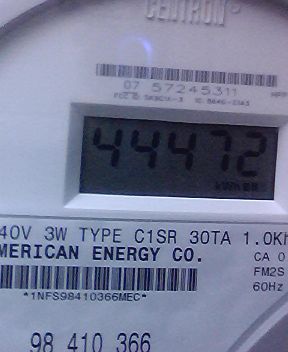 CENTRON®
07 57245311
44472
kWh
40V 3W TYPE C1SR 30TA 1.0Kh
MERICAN ENERGY CO.
CA 0
FM2S
60Hz
*1NFS98410366MEC*
98 410 366